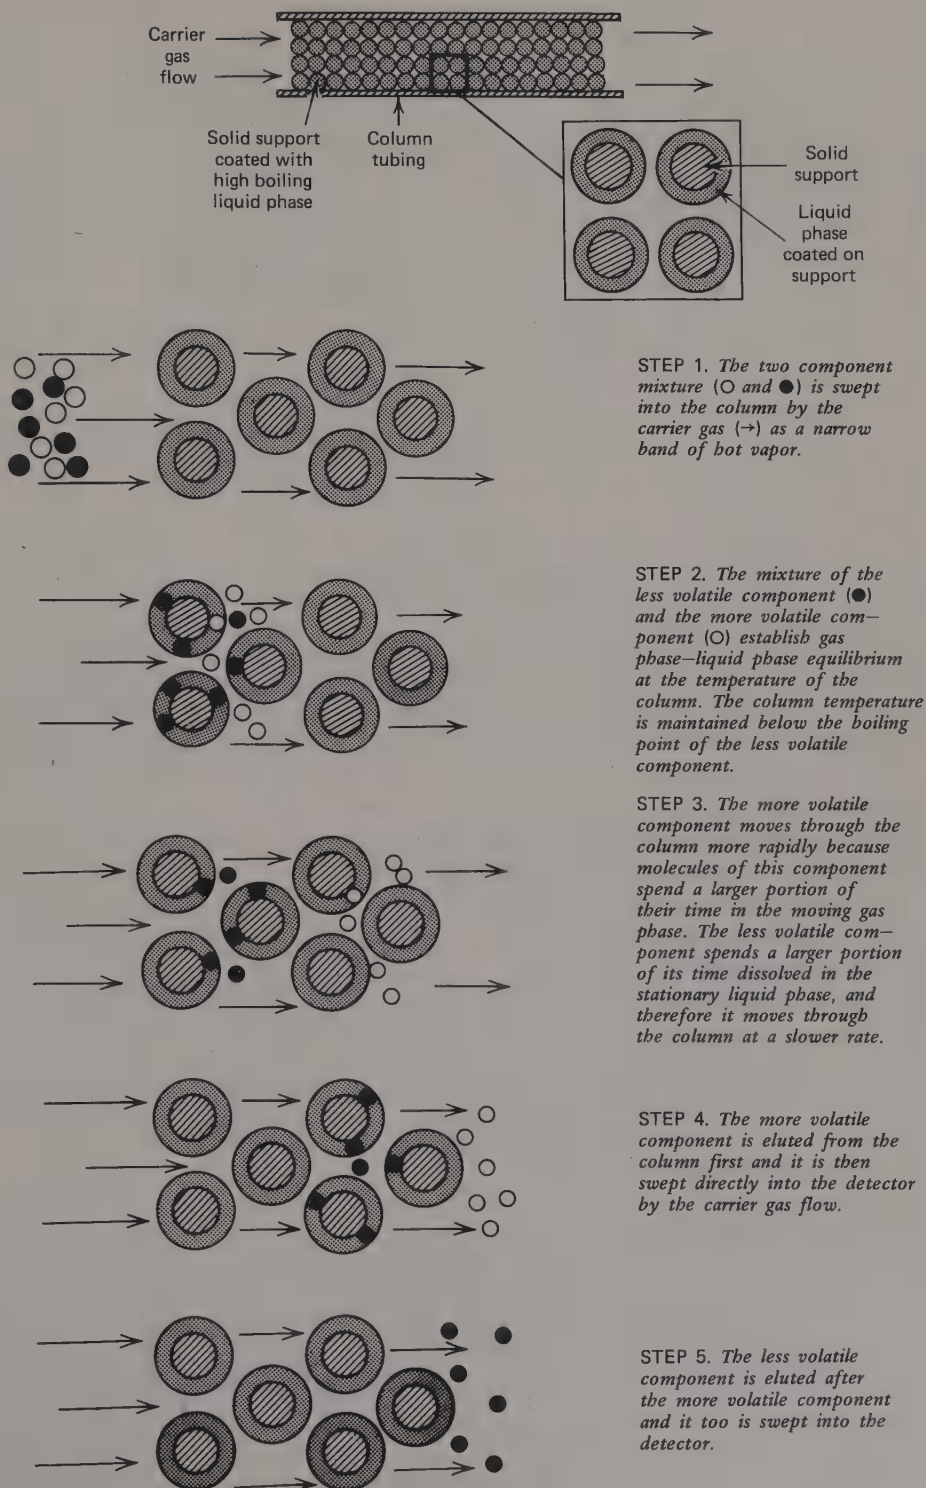 Carrier
gas
flow
Solid support
coated with
high boiling
liquid phase
Column
tubing
Solid
support
Liquid
phase
coated on
support
STEP 1. The two component
mixture (○ and ●) is swept
into the column by the
carrier gas (→) as a narrow
band of hot vapor.
STEP 2. The mixture of the
less volatile component (●)
and the more volatile com—
ponent (○) establish gas
phase—liquid phase equilibrium
at the temperature of the
column. The column temperature
is maintained below the boiling
point of the less volatile
component.
STEP 3. The more volatile
component moves through the
column more rapidly because
molecules of this component
spend a larger portion of
their time in the moving gas
phase. The less volatile com—
ponent spends a larger portion
of its time dissolved in the
stationary liquid phase, and
therefore it moves through
the column at a slower rate.
STEP 4. The more volatile
component is eluted from the
column first and it is then
swept directly into the detector
by the carrier gas flow.
STEP 5. The less volatile
component is eluted after
the more volatile component
and it too is swept into the
detector.